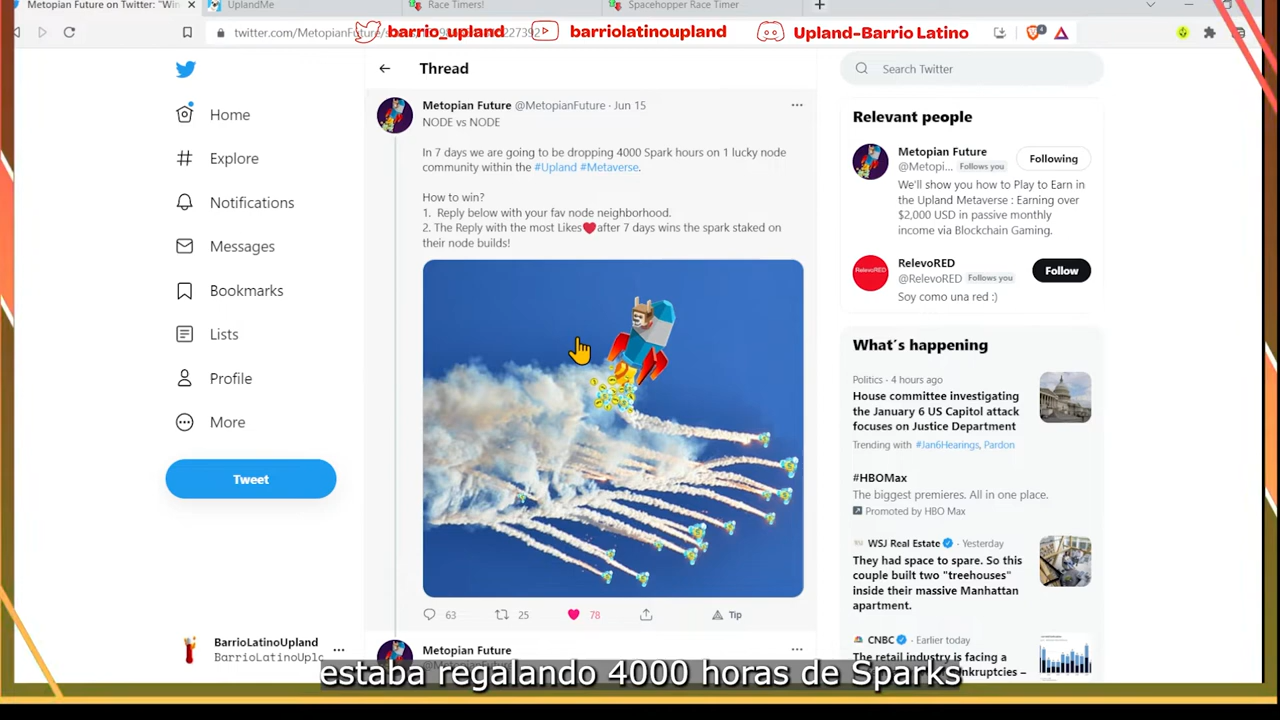 Metopian Future on Twitter: "Win
UplandMe
Race Timers!
Spacehopper Race Timer
barrio_upland
barriolatinoupland
Upland-Barrio Latino
Thread
Search Twitter
Home
Explore
Notifications
Messages
Bookmarks
Lists
Profile
More
Tweet
BarrioLatinoUpland
Metopian Future @MetopianFuture · Jun 15
NODE vs NODE
In 7 days we are going to be dropping 4000 Spark hours on 1 lucky node
community within the #Upland #Metaverse.
How to win?
1. Reply below with your fav node neighborhood.
2. The Reply with the most Likes❤️after 7 days wins the spark staked on
their node builds!
63
25
78
Tip
Metopian Future
Relevant people
Metopian Future
@Metopi... Follows you
Following
We'll show you how to Play to Earn in
the Upland Metaverse : Earning over
$2,000 USD in passive monthly
income via Blockchain Gaming.
RelevoRED
RelevoRED
@RelevoRED Follows you
Follow
Soy como una red :)
What's happening
Politics · 4 hours ago
House committee investigating
the January 6 US Capitol attack
focuses on Justice Department
Trending with #Jan6Hearings, Pardon
#HBOMax
The biggest premieres. All in one place.
Promoted by HBO Max
WSJ Real Estate · Yesterday
They had space to spare. So this
couple built two "treehouses"
inside their massive Manhattan
apartment.
CNBC · Earlier today
The retail industry is facing a
estaba regalando 4000 horas de Sparks